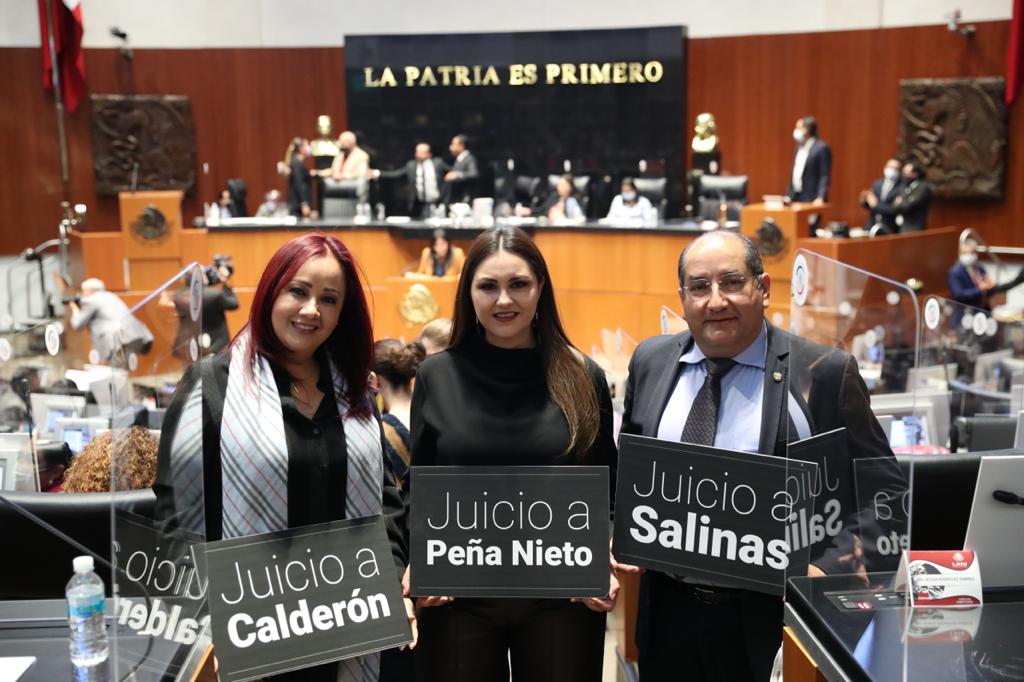 LA PATRIA ES PRIMERO
Juicio a
Calderón
Juicio a
Peña Nieto
Juicio a
Salinas